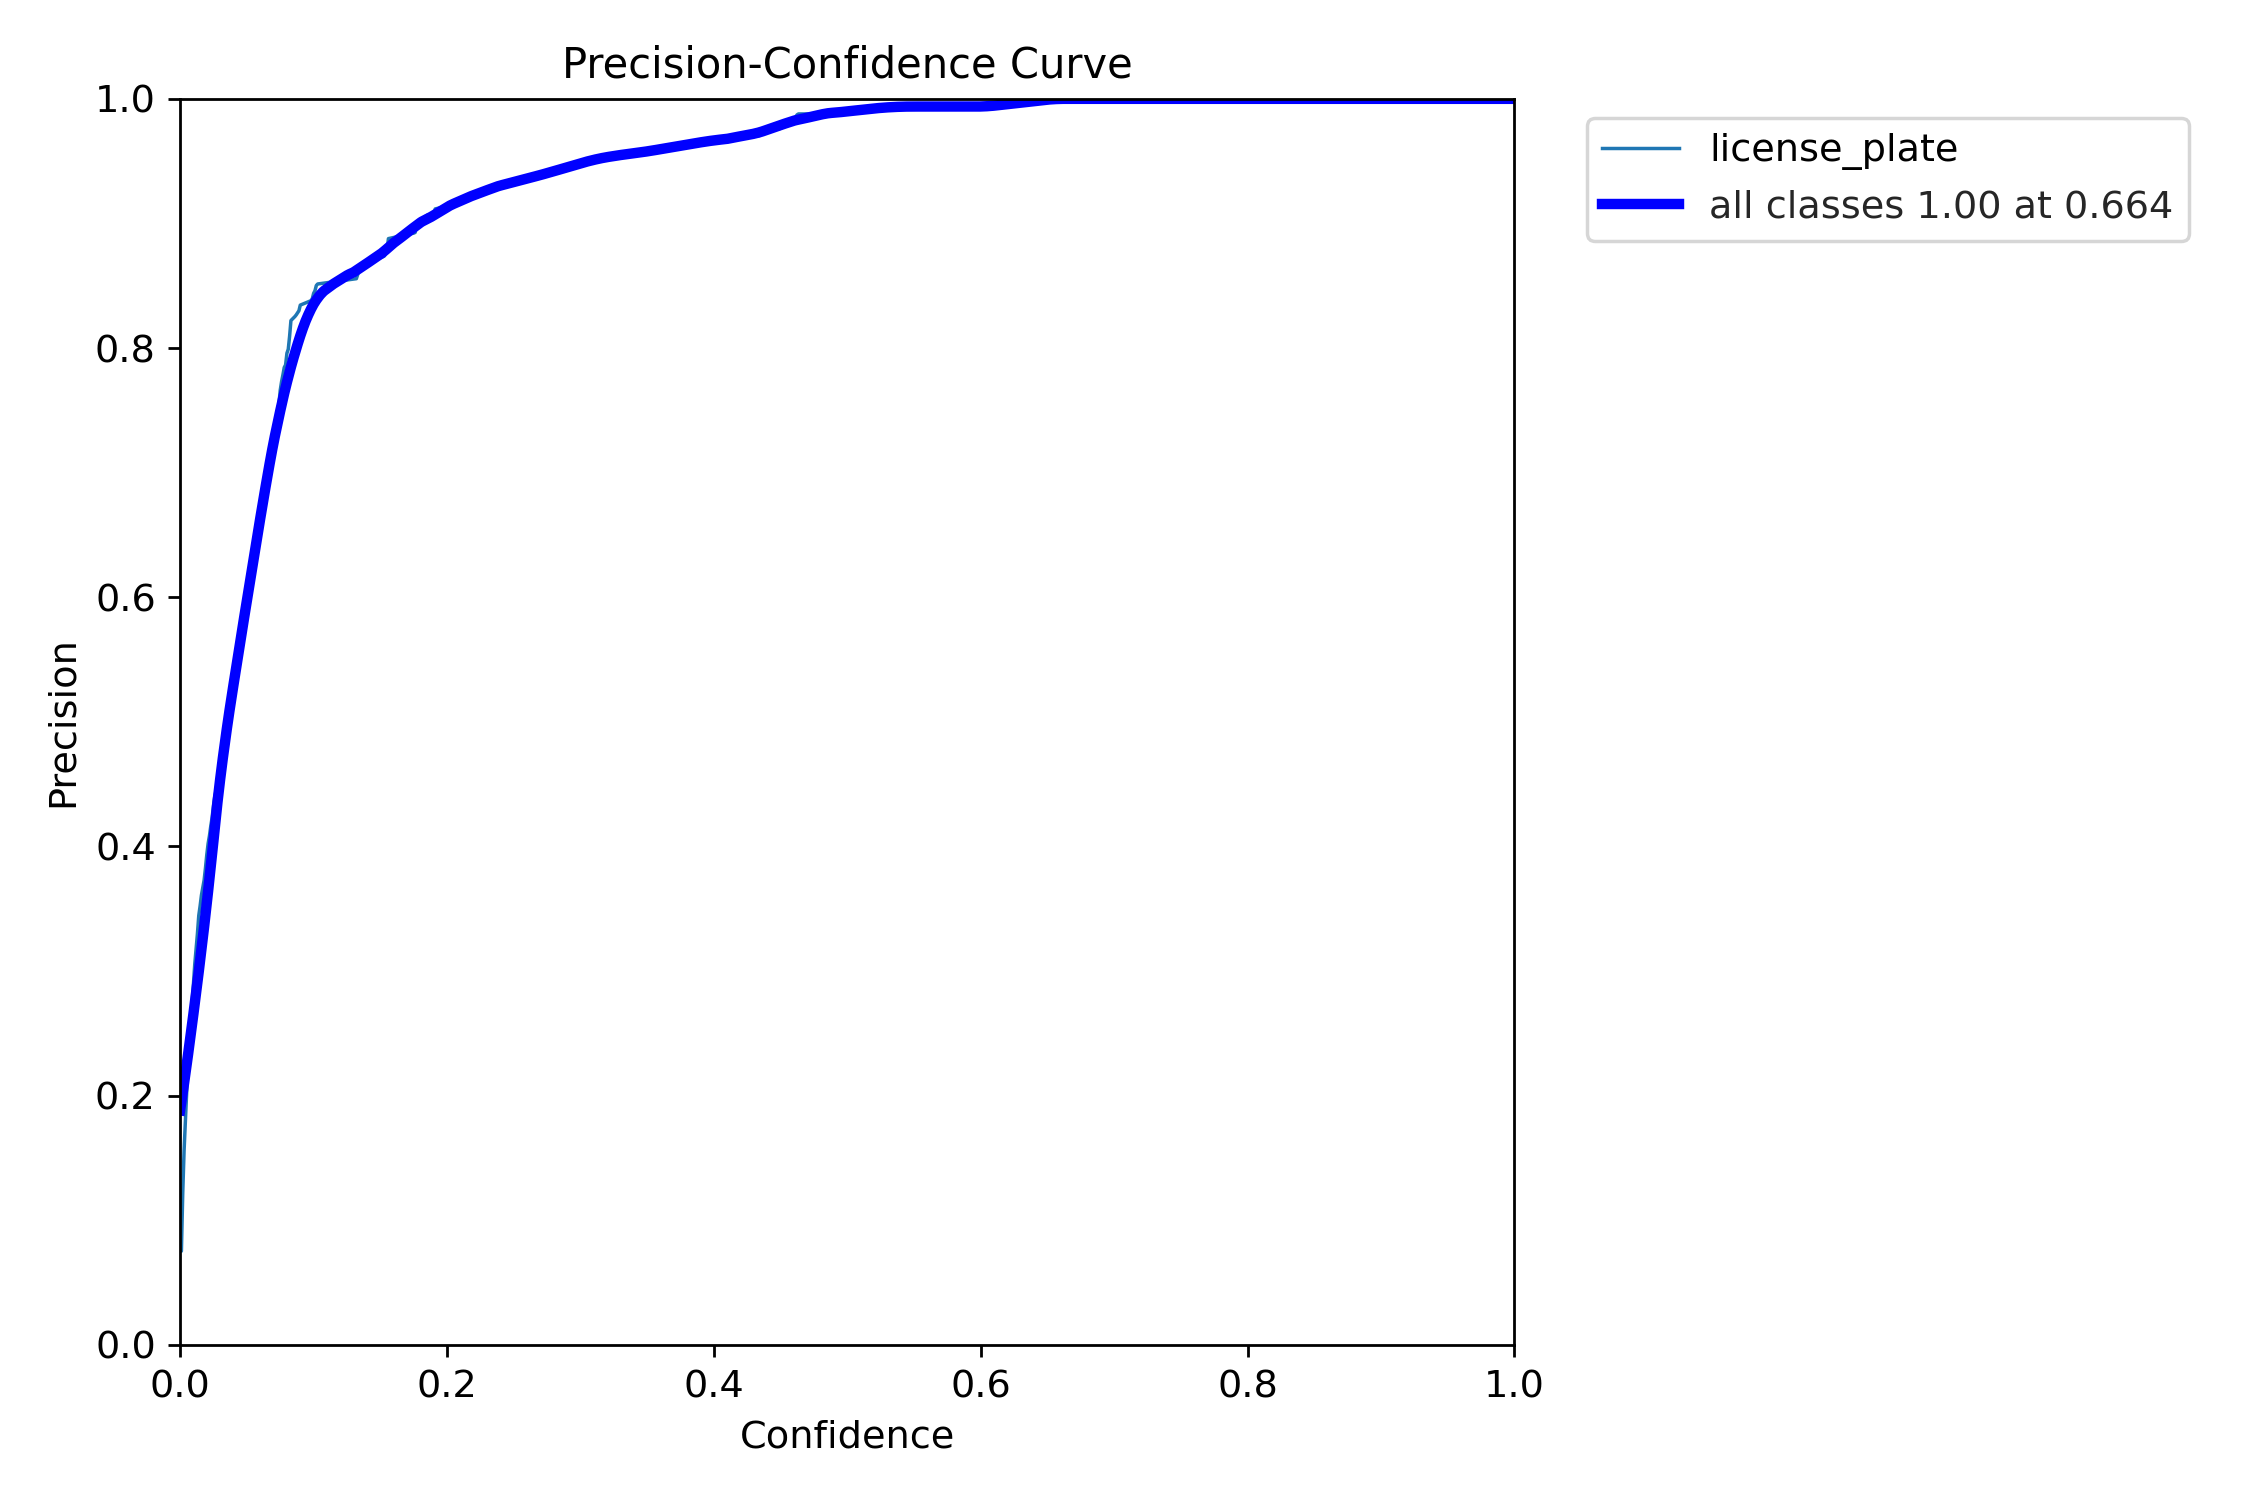 Precision-Confidence Curve
1.0
0.8
0.6
0.4
0.2
0.0
Precision
0.0 0.2 0.4 0.6 0.8 1.0
Confidence
license_plate
all classes 1.00 at 0.664